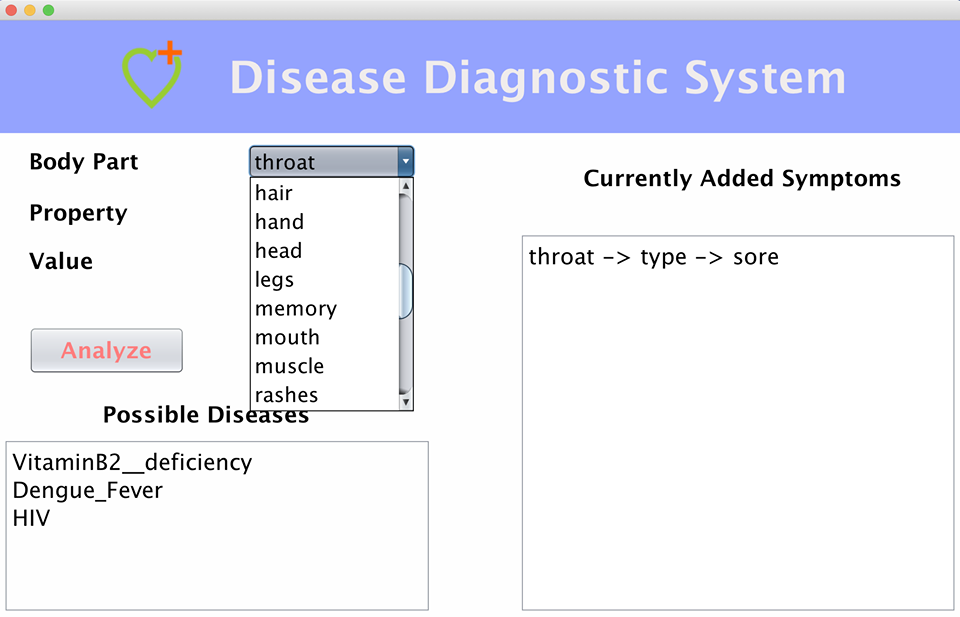 Disease Diagnostic System
Body Part
throat
hair
hand
head
legs
memory
mouth
muscle
rashes
Property
Value
Analyze
Possible Diseases
VitaminB2__deficiency
Dengue_Fever
HIV
Currently Added Symptoms
throat -> type -> sore